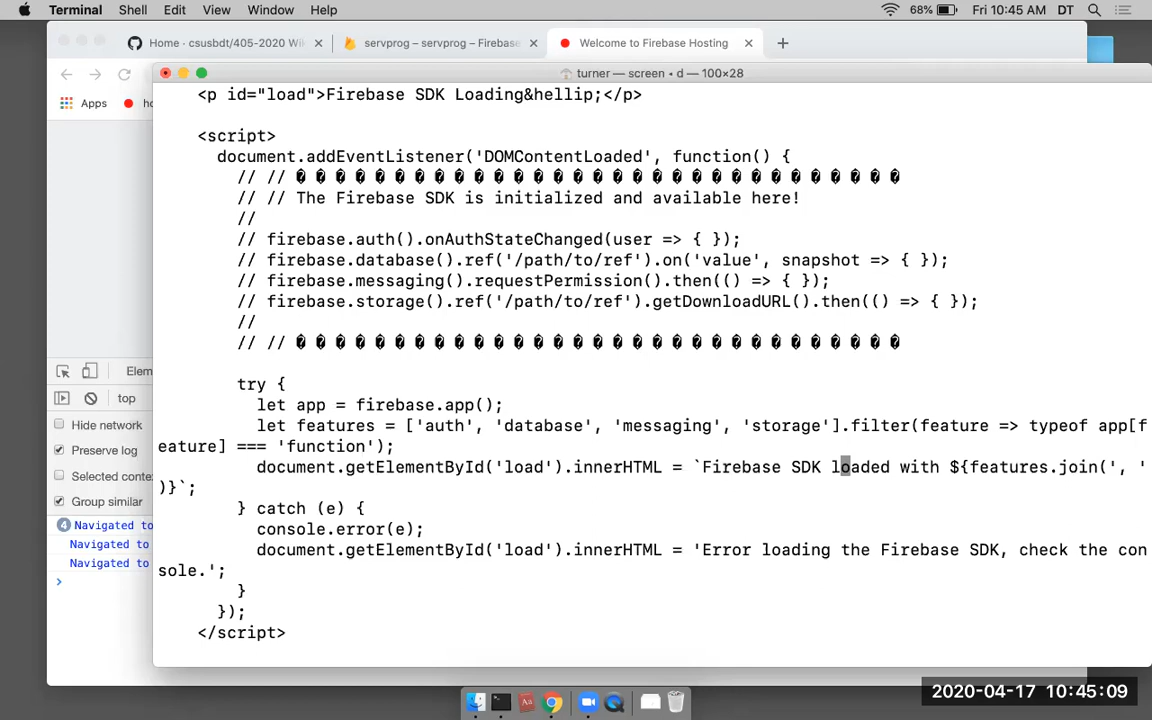 Terminal Shell Edit View Window Help 68% Fri 10:45 AM DT
Home · csusbdt/405-2020 Wi
servprog – servprog – Firebase
Welcome to Firebase Hosting
turner — screen • d — 100×28
Apps
<p id="load">Firebase SDK Loading&hellip;</p>
<script>
document.addEventListener('DOMContentLoaded', function() {
// // � � � � � � � � � � � � � � � � � � � � � � � � � � � � � � �
// // The Firebase SDK is initialized and available here!
//
// firebase.auth().onAuthStateChanged(user => { });
// firebase.database().ref('/path/to/ref').on('value', snapshot => { });
// firebase.messaging().requestPermission().then(() => { });
// firebase.storage().ref('/path/to/ref').getDownloadURL().then(() => { });
//
// // � � � � � � � � � � � � � � � � � � � � � � � � � � � � � � �
try {
let app = firebase.app();
let features = ['auth', 'database', 'messaging', 'storage'].filter(feature => typeof app[f
eature] === 'function');
document.getElementById('load').innerHTML = `Firebase SDK loaded with ${features.join(', '
)}`;
} catch (e) {
console.error(e);
document.getElementById('load').innerHTML = 'Error loading the Firebase SDK, check the con
sole.';
}
});
</script>
Elem
top
Hide network
Preserve log
Selected conte
Group similar
4 Navigated to
Navigated to
Navigated to
>
2020-04-17 10:45:09